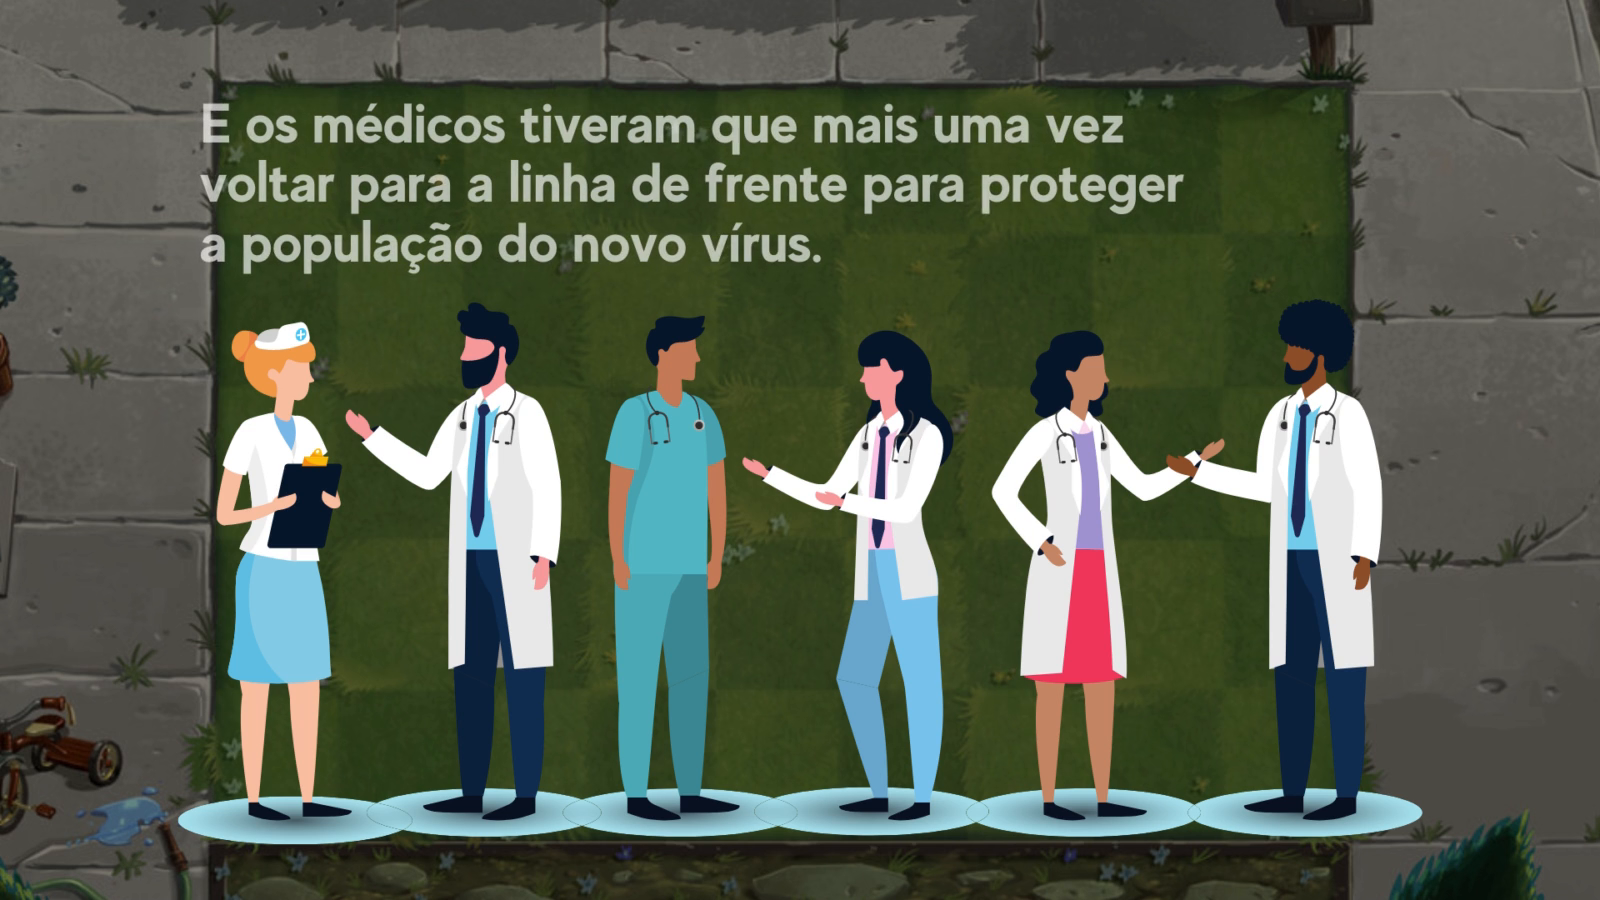 E os médicos tiveram que mais uma vez
voltar para a linha de frente para proteger
a população do novo vírus.